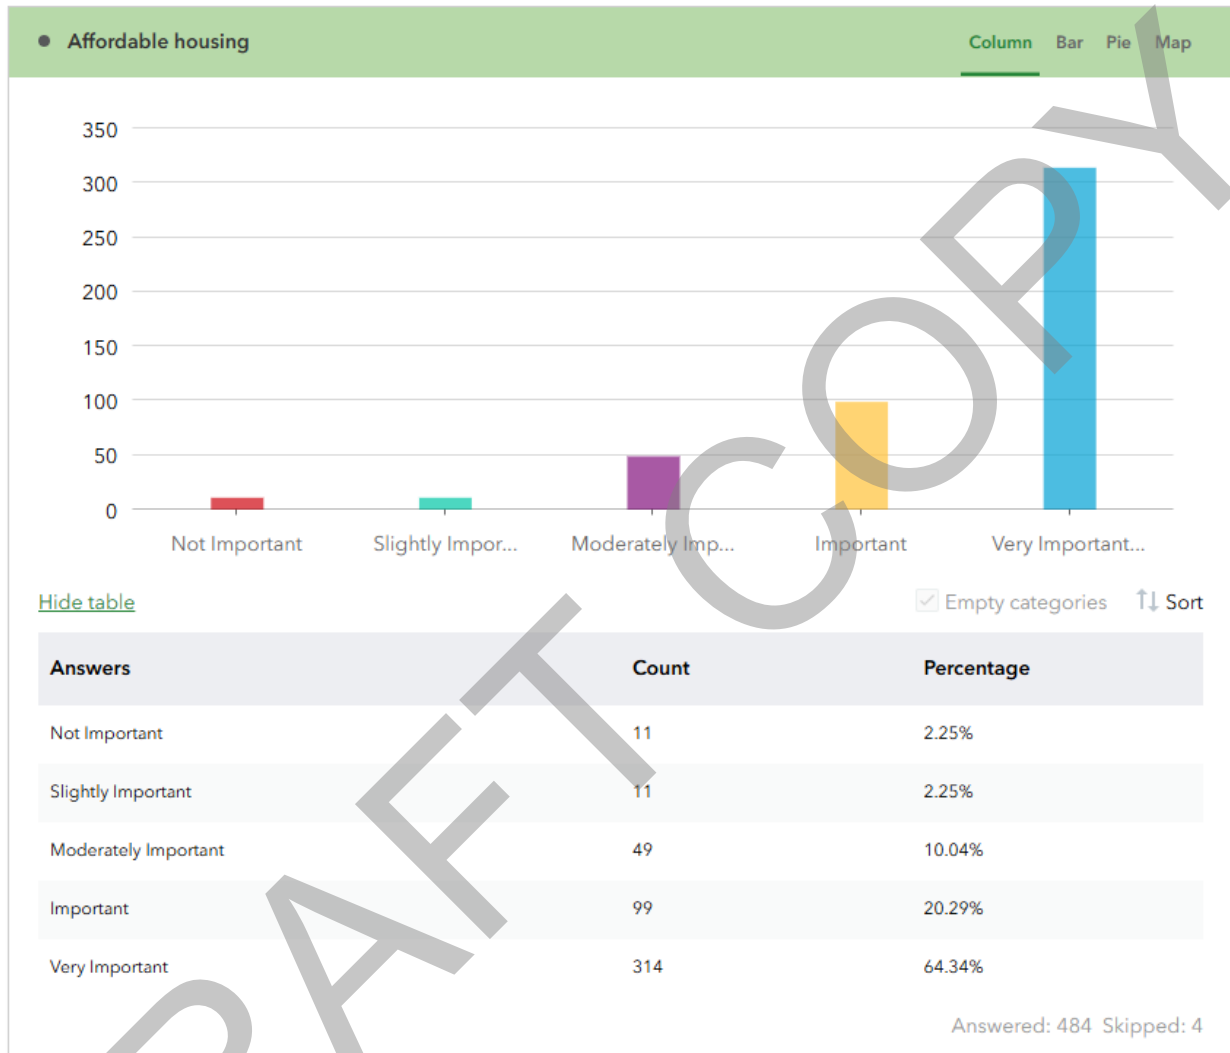 Affordable housing Column Bar Pie Map
350
300
250
200
150
100
50
0
Not Important Slightly Impor... Moderately Imp... Important Very Important...
Hide table Empty categories Sort
Answers Count Percentage
Not Important 11 2.25%
Slightly Important 11 2.25%
Moderately Important 49 10.04%
Important 99 20.29%
Very Important 314 64.34%
Answered: 484 Skipped: 4
RAFT COPY